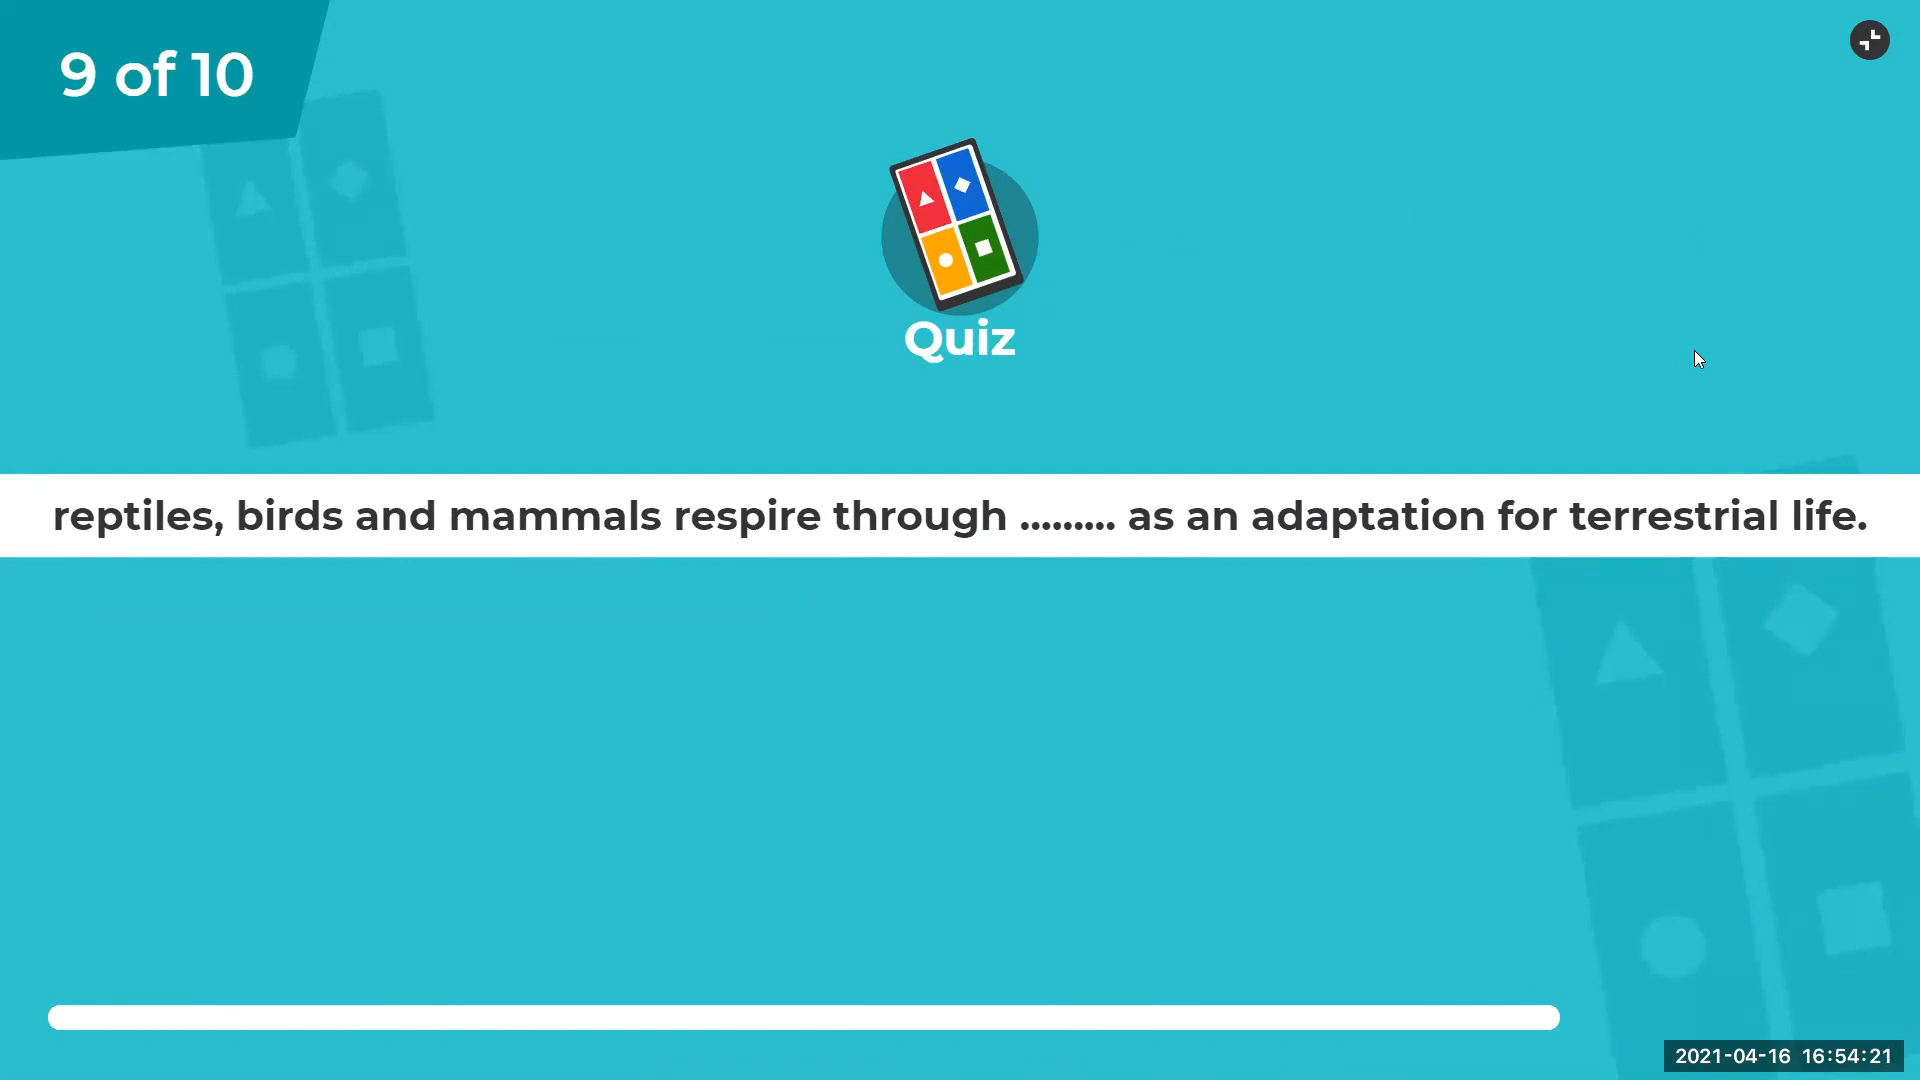 9 of 10
Quiz
reptiles, birds and mammals respire through ......... as an adaptation for terrestrial life.
2021-04-16 16:54:21